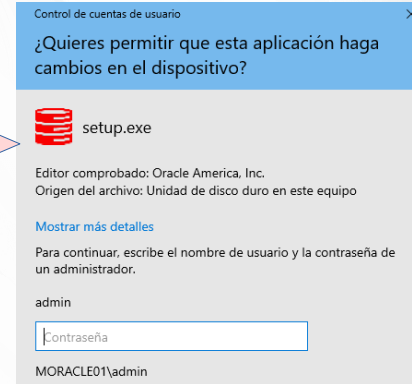 Control de cuentas de usuario
¿Quieres permitir que esta aplicación haga
cambios en el dispositivo?
setup.exe
Editor comprobado: Oracle America, Inc.
Origen del archivo: Unidad de disco duro en este equipo
Mostrar más detalles
Para continuar, escribe el nombre de usuario y la contraseña de
un administrador.
admin
Contraseña
MORACLE01\admin